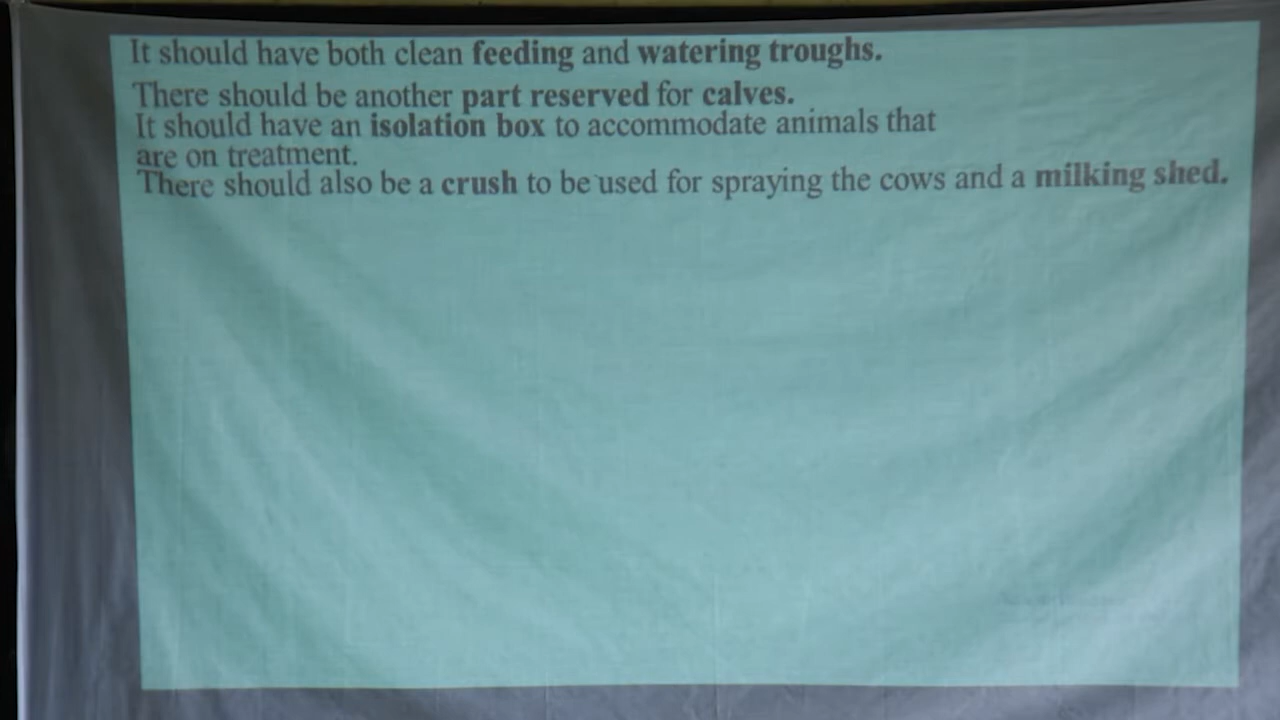 It should have both clean feeding and watering troughs.
There should be another part reserved for calves.
It should have an isolation box to accommodate animals that
are on treatment.
There should also be a crush to be used for spraying the cows and a milking shed.